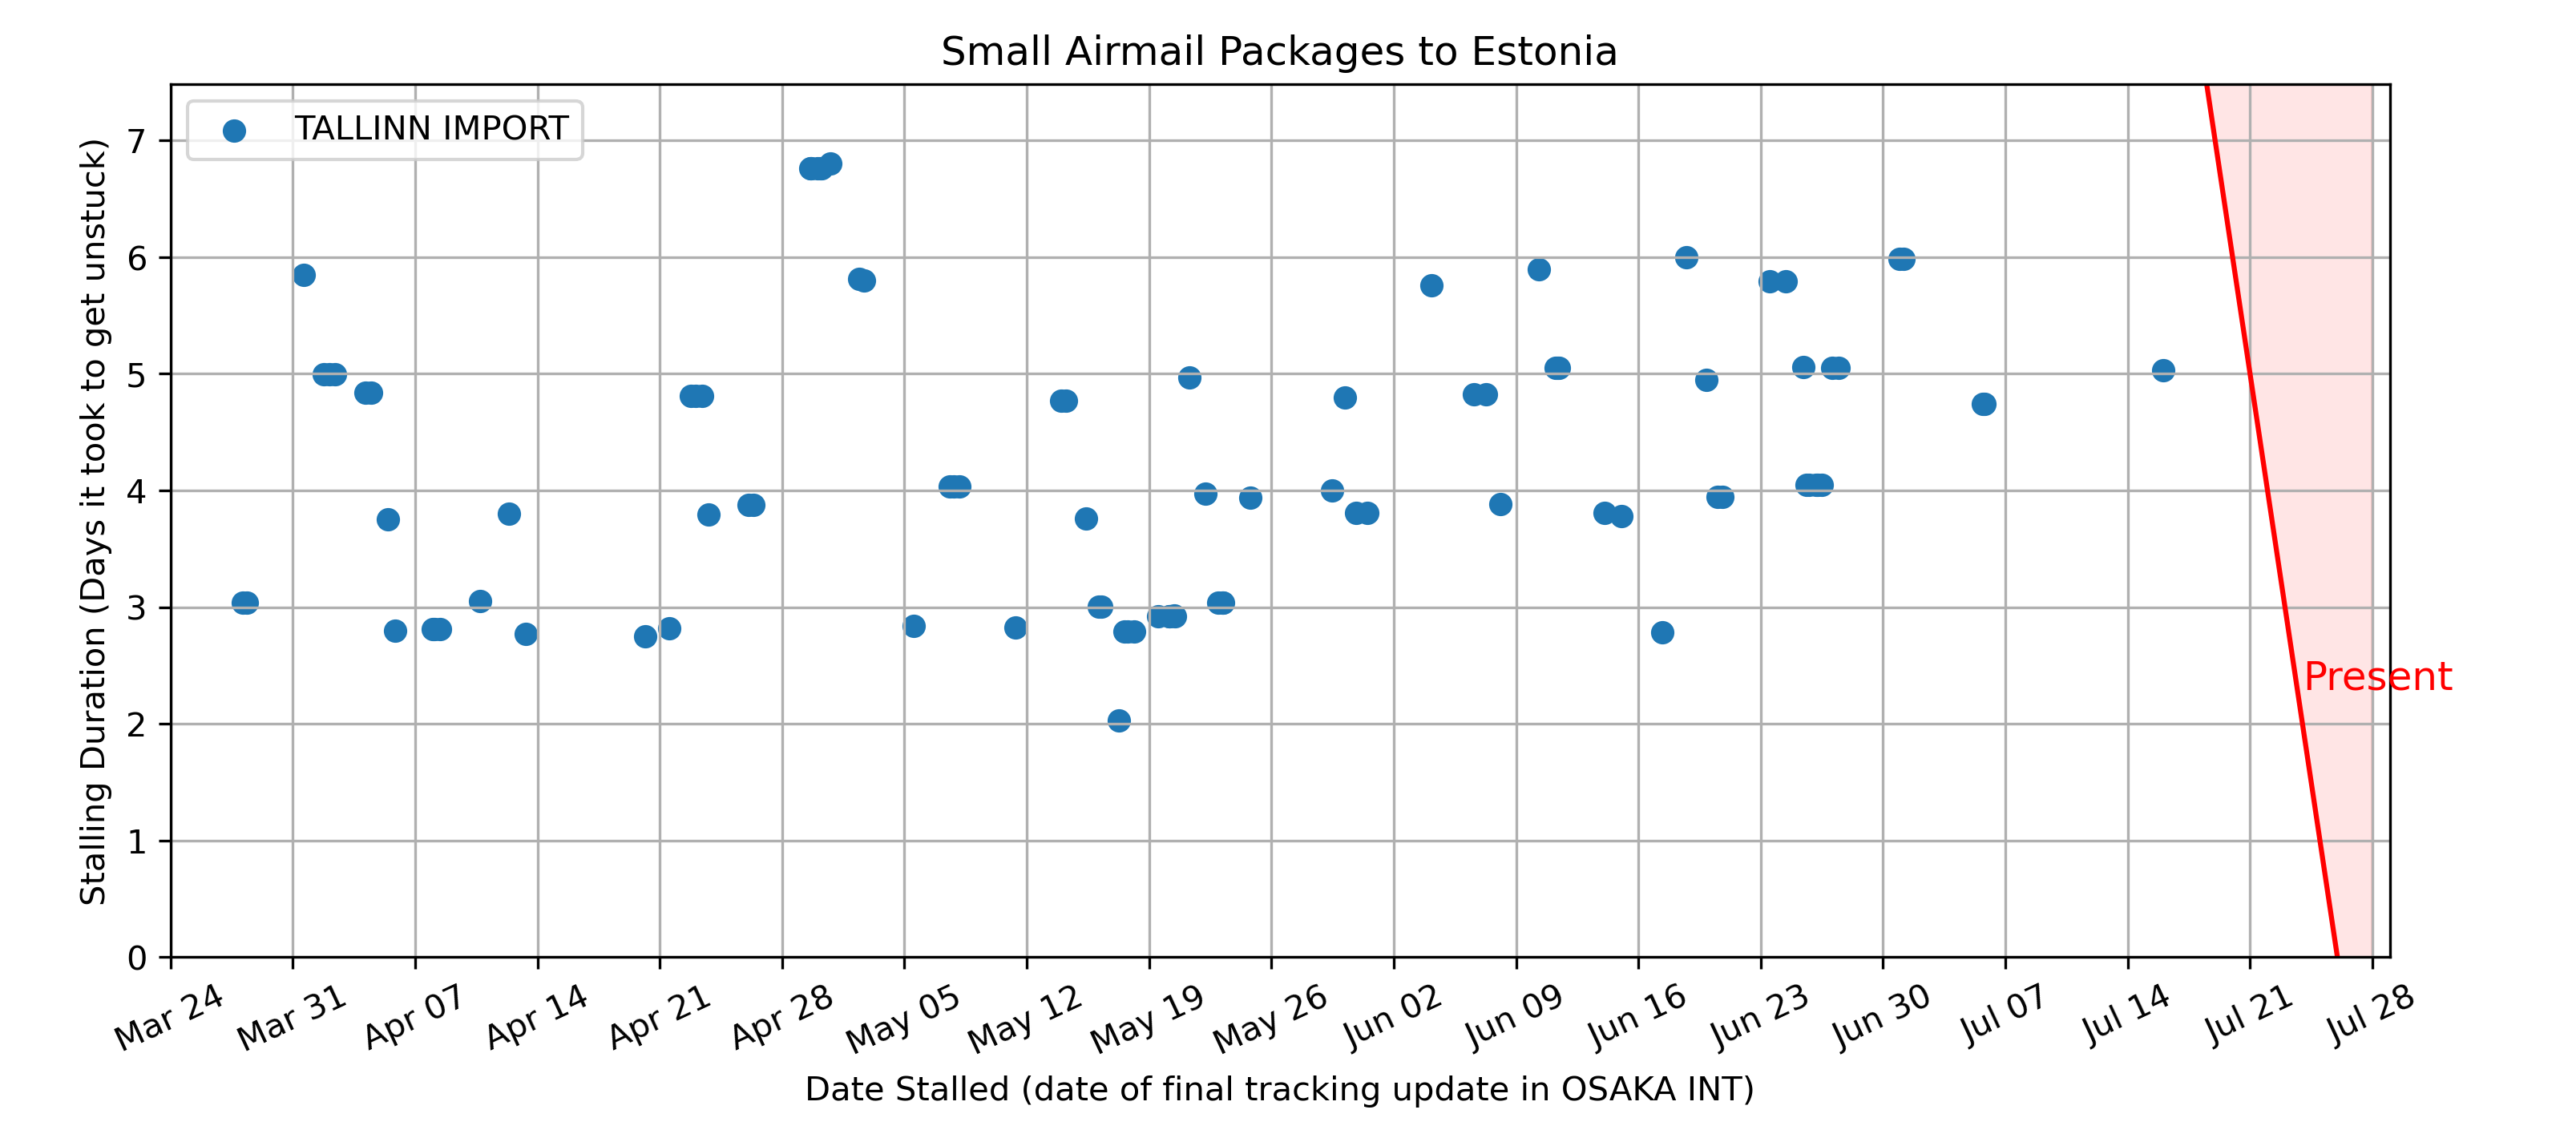 Small Airmail Packages to Estonia
TALLINN IMPORT
Stalling Duration (Days it took to get unstuck)
7
6
5
4
3
2
1
0
Present
Mar 24
Mar 31
Apr 07
Apr 14
Apr 21
Apr 28
May 05
May 12
May 19
May 26
Jun 02
Jun 09
Jun 16
Jun 23
Jun 30
Jul 07
Jul 14
Jul 21
Jul 28
Date Stalled (date of final tracking update in OSAKA INT)